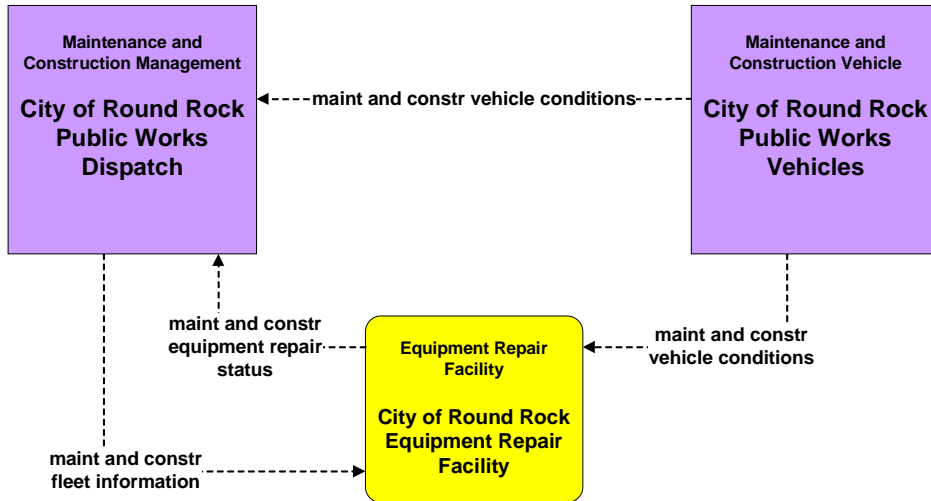 Maintenance and
Construction Management
City of Round Rock
Public Works
Dispatch
maint and constr vehicle conditions
Maintenance and
Construction Vehicle
City of Round Rock
Public Works
Vehicles
maint and constr
equipment repair
status
Equipment Repair
Facility
City of Round Rock
Equipment Repair
Facility
maint and constr
vehicle conditions
maint and constr
fleet information